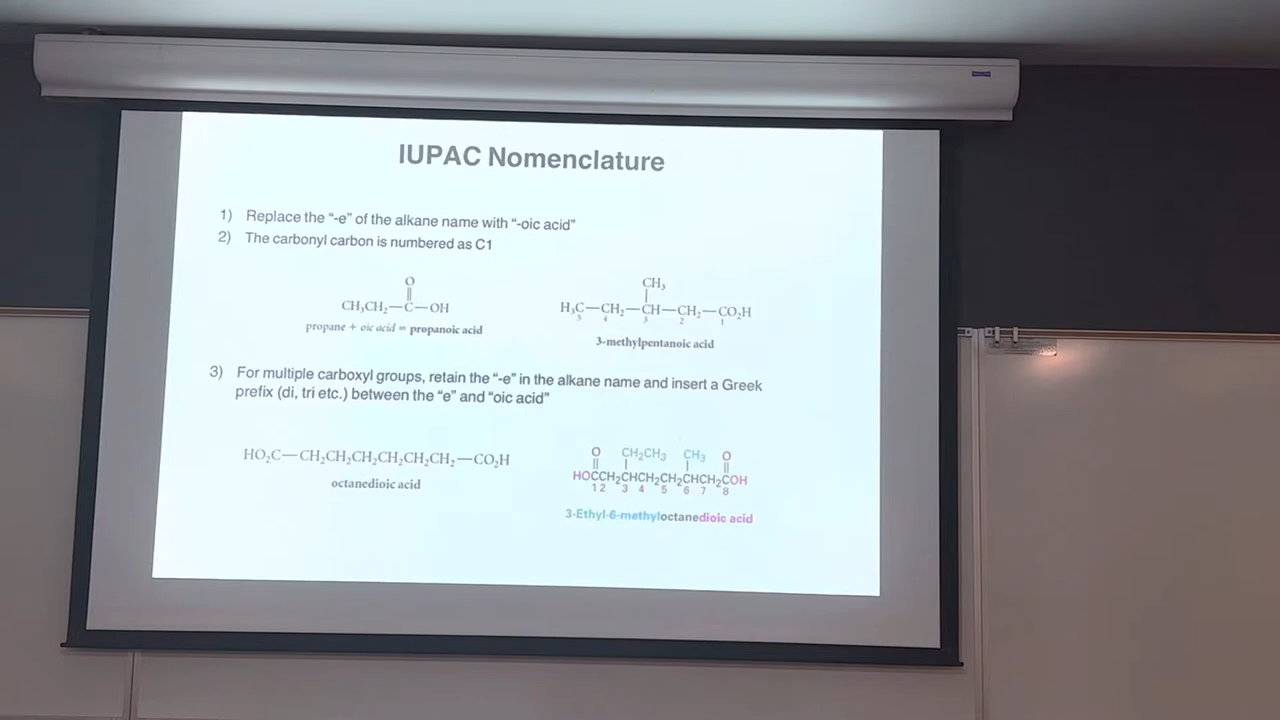 IUPAC Nomenclature
1) Replace the "-e" of the alkane name with "-oic acid"
2) The carbonyl carbon is numbered as C1
O
CH₃CH₂—C—OH
propane + oic acid = propanoic acid
CH₃
H₃C—CH₂—CH—CH₂—CO₂H
5 4 3 2 1
3-methylpentanoic acid
3) For multiple carboxyl groups, retain the "-e" in the alkane name and insert a Greek
prefix (di, tri etc.) between the "e" and "oic acid"
HO₂C—CH₂CH₂CH₂CH₂CH₂CH₂—CO₂H
octanedioic acid
O CH₂CH₃ CH₃ O
HOCCH₂CHCH₂CH₂CHCH₂COH
1 2 3 4 5 6 7 8
3-Ethyl-6-methyloctanedioic acid